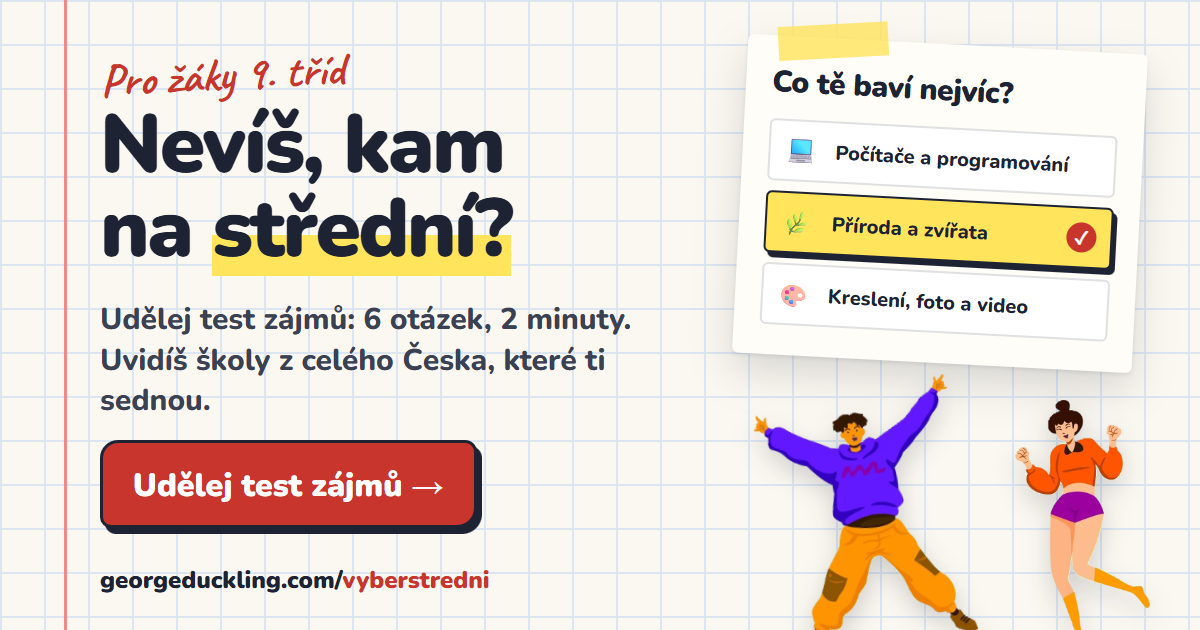 Pro žáky 9. tříd
Nevíš, kam
na střední?
Udělej test zájmů: 6 otázek, 2 minuty.
Uvidíš školy z celého Česka, které ti
sednou.
Udělej test zájmů →
georgeduckling.com/vyberstredni
Co tě baví nejvíc?
Počítače a programování
Příroda a zvířata
Kreslení, foto a video